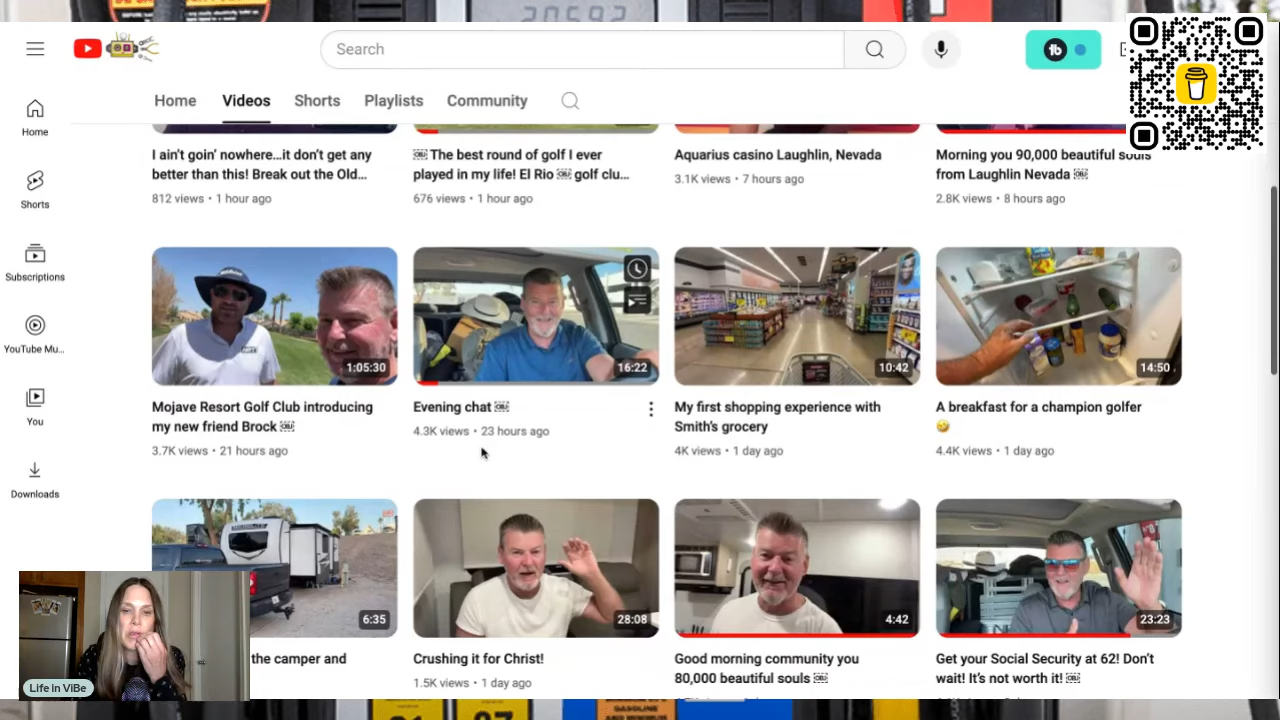 20592
Search
Home Videos Shorts Playlists Community
Home
Shorts
Subscriptions
YouTube Mu...
You
Downloads
I ain't goin' nowhere...it don't get any
better than this! Break out the Old...
812 views • 1 hour ago
OBJ The best round of golf I ever
played in my life! El Rio OBJ golf clu...
676 views • 1 hour ago
Aquarius casino Laughlin, Nevada
3.1K views • 7 hours ago
Morning you 90,000 beautiful souls
from Laughlin Nevada OBJ
2.8K views • 8 hours ago
1:05:30
Mojave Resort Golf Club introducing
my new friend Brock OBJ
3.7K views • 21 hours ago
16:22
Evening chat OBJ
4.3K views • 23 hours ago
10:42
My first shopping experience with
Smith's grocery
4K views • 1 day ago
14:50
A breakfast for a champion golfer
🤣
4.4K views • 1 day ago
6:35
the camper and
28:08
Crushing it for Christ!
1.5K views • 1 day ago
4:42
Good morning community you
80,000 beautiful souls OBJ
23:23
Get your Social Security at 62! Don't
wait! It's not worth it! OBJ
Life in ViBe
GASOLINE